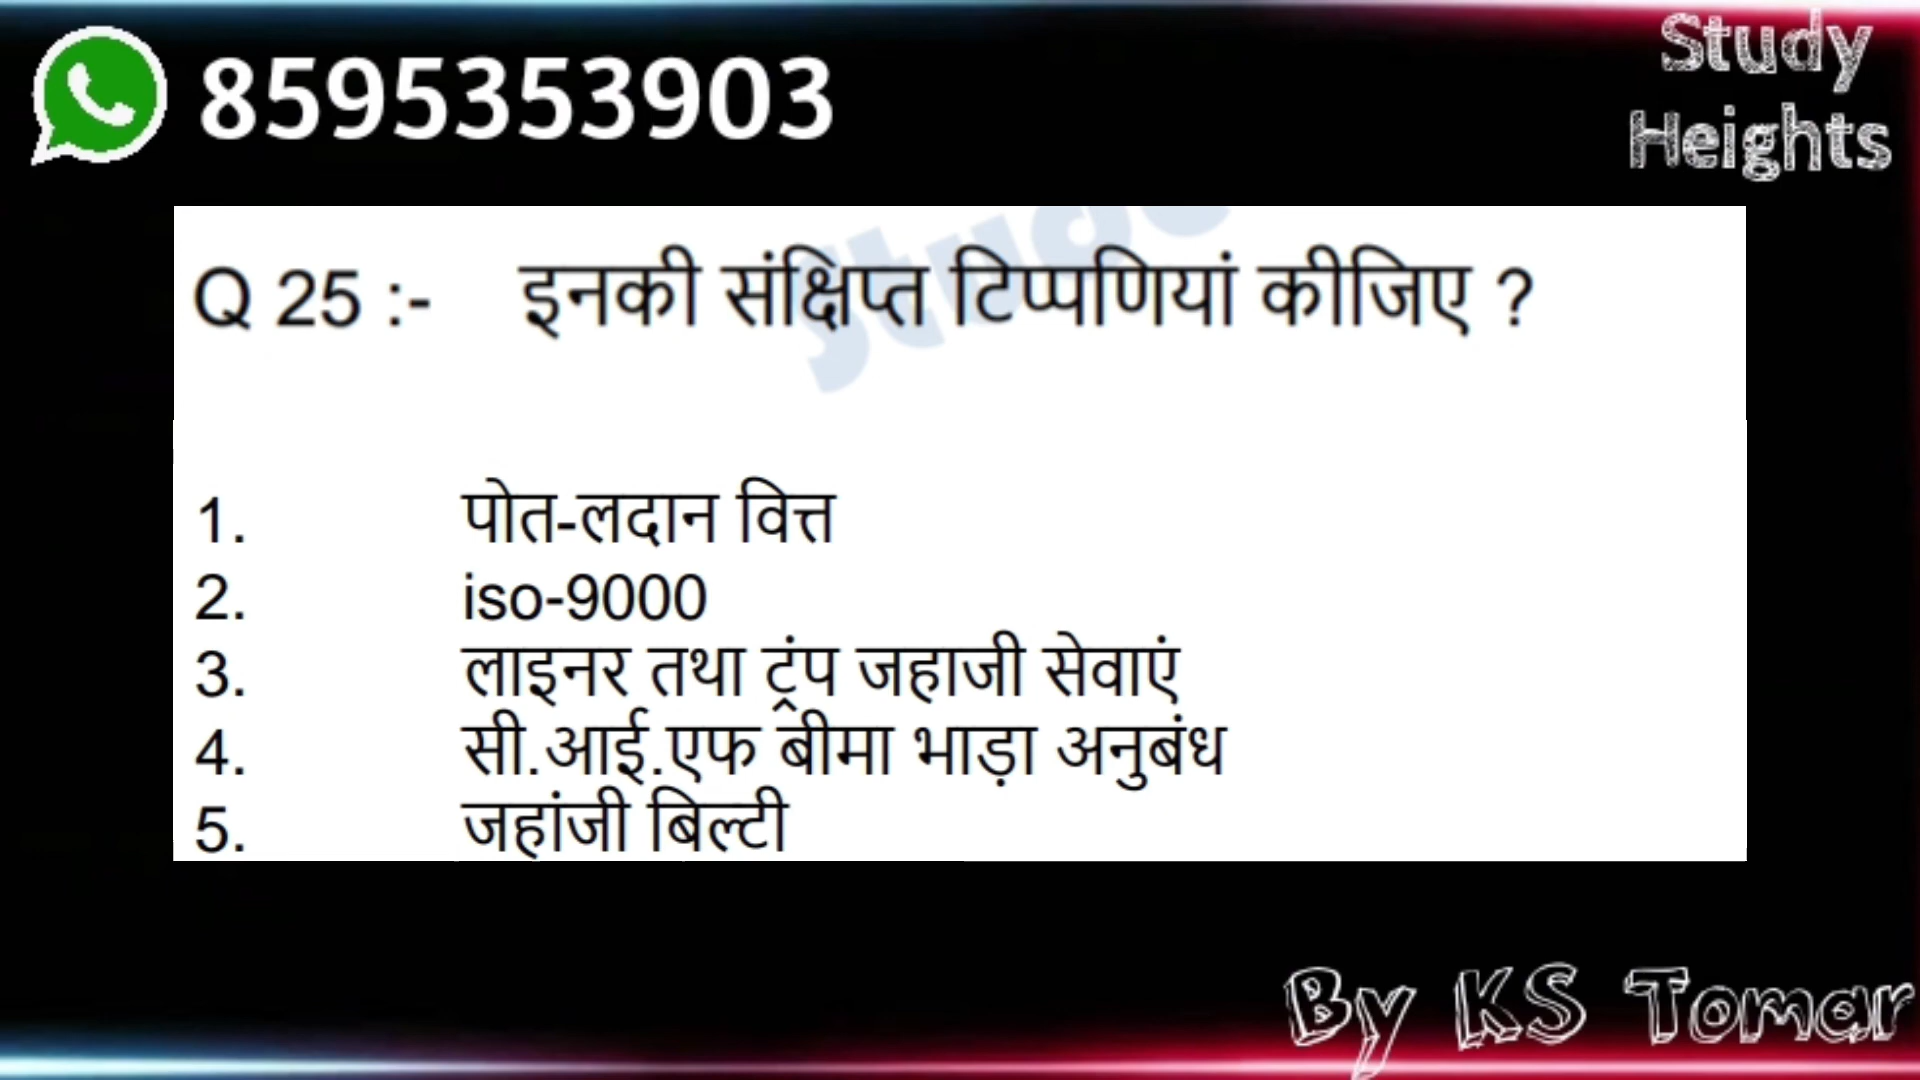 8595353903
Study
Heights
Q 25 :- इनकी संक्षिप्त टिप्पणियां कीजिए ?
1. पोत-लदान वित्त
2. iso-9000
3. लाइनर तथा ट्रंप जहाजी सेवाएं
4. सी.आई.एफ बीमा भाड़ा अनुबंध
5. जहांजी बिल्टी
By KS Tomar